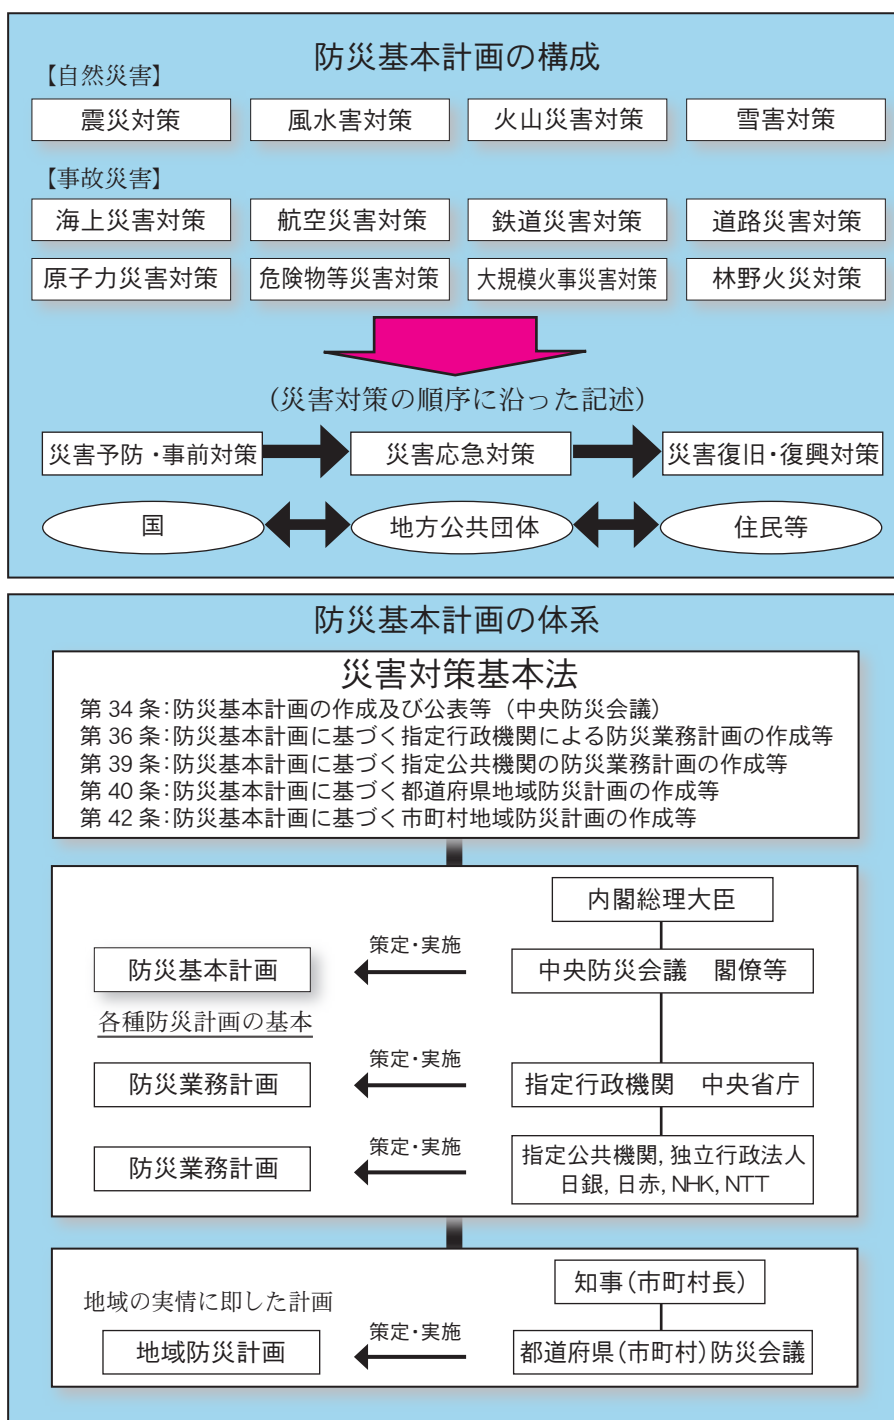 防災基本計画の構成
【自然災害】
震災対策 風水害対策 火山災害対策 雪害対策
【事故災害】
海上災害対策 航空災害対策 鉄道災害対策 道路災害対策
原子力災害対策 危険物等災害対策 大規模火事災害対策 林野火災対策
(災害対策の順序に沿った記述)
災害予防・事前対策 災害応急対策 災害復旧・復興対策
国 地方公共団体 住民等
防災基本計画の体系
災害対策基本法
第34条:防災基本計画の作成及び公表等(中央防災会議)
第36条:防災基本計画に基づく指定行政機関による防災業務計画の作成等
第39条:防災基本計画に基づく指定公共機関の防災業務計画の作成等
第40条:防災基本計画に基づく都道府県地域防災計画の作成等
第42条:防災基本計画に基づく市町村地域防災計画の作成等
内閣総理大臣
防災基本計画 策定・実施 中央防災会議 閣僚等
各種防災計画の基本
防災業務計画 策定・実施 指定行政機関 中央省庁
防災業務計画 策定・実施 指定公共機関,独立行政法人
日銀,日赤,NHK,NTT
知事(市町村長)
地域の実情に即した計画
地域防災計画 策定・実施 都道府県(市町村)防災会議